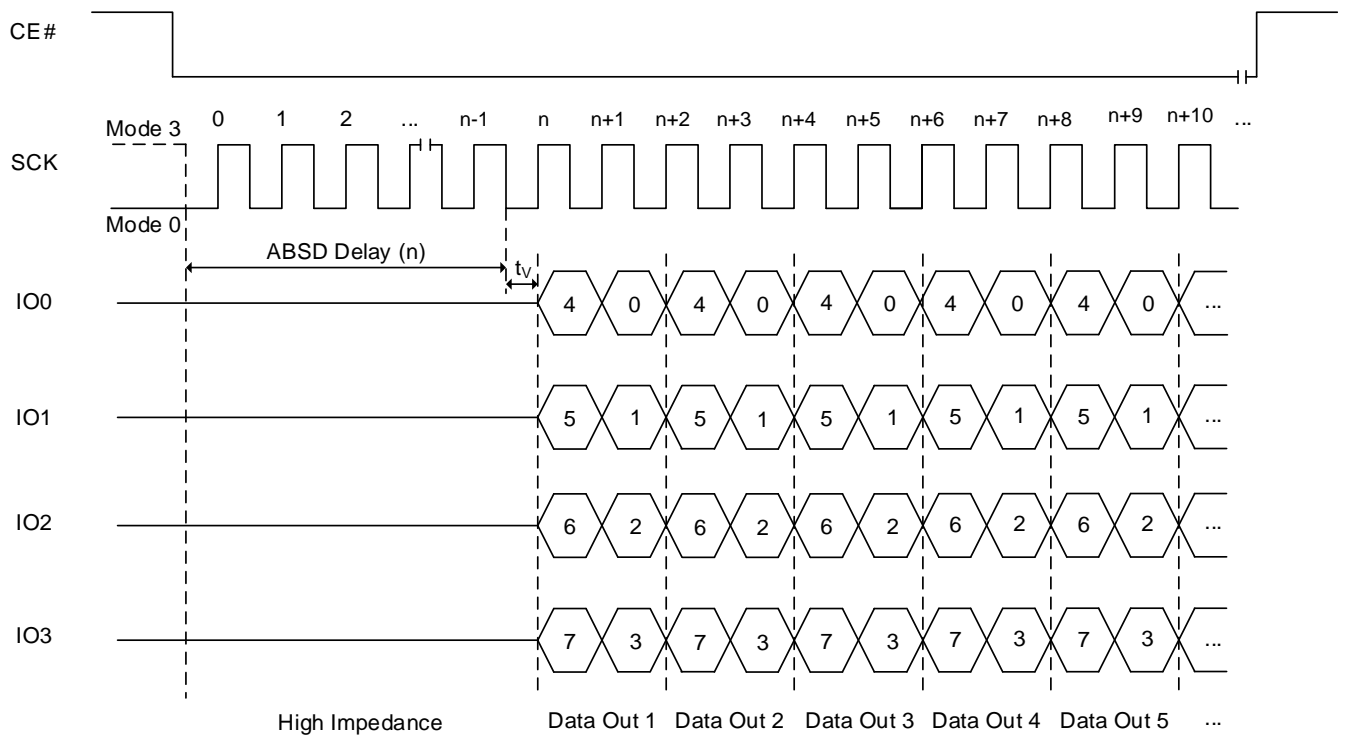 CE#
Mode 3 0 1 2 ... n-1 n n+1 n+2 n+3 n+4 n+5 n+6 n+7 n+8 n+9 n+10 ...
SCK
Mode 0
ABSD Delay (n)
tV
IO0 4 0 4 0 4 0 4 0 4 0 ...
IO1 5 1 5 1 5 1 5 1 5 1 ...
IO2 6 2 6 2 6 2 6 2 6 2 ...
IO3 7 3 7 3 7 3 7 3 7 3 ...
High Impedance Data Out 1 Data Out 2 Data Out 3 Data Out 4 Data Out 5 ...